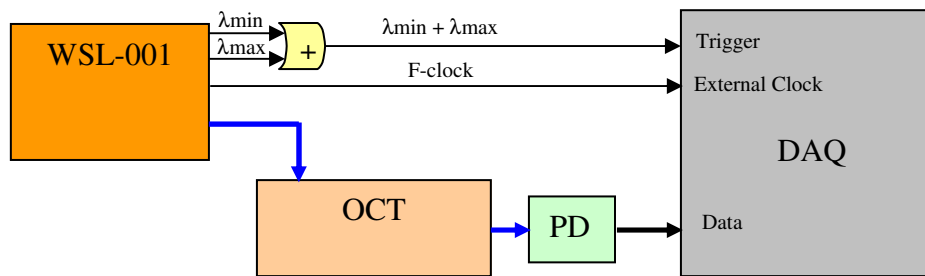 λmin
λmax
WSL-001
+
λmin + λmax
Trigger
F-clock
External Clock
DAQ
OCT
PD
Data